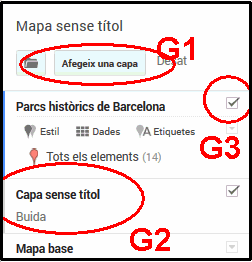 Mapa sense títol
G1
Afegeix una capa
Desat
Parcs històrics de Barcelona
G3
Estil Dades Etiquetes
Tots els elements (14)
Capa sense títol
Buida
G2
Mapa base